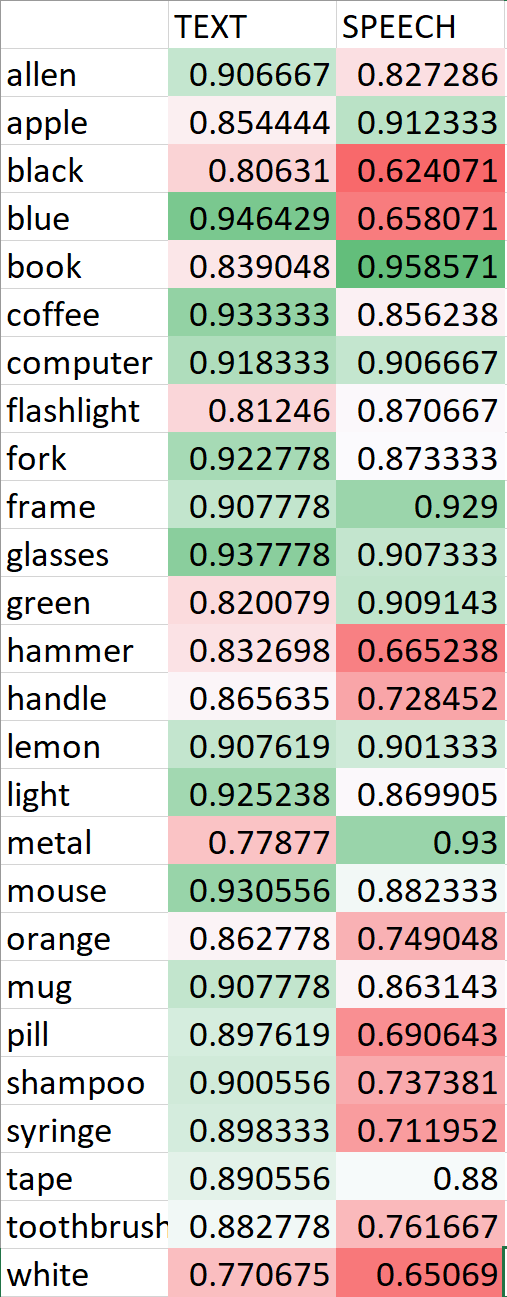 TEXT SPEECH
allen 0.906667 0.827286
apple 0.854444 0.912333
black 0.80631 0.624071
blue 0.946429 0.658071
book 0.839048 0.958571
coffee 0.933333 0.856238
computer 0.918333 0.906667
flashlight 0.81246 0.870667
fork 0.922778 0.873333
frame 0.907778 0.929
glasses 0.937778 0.907333
green 0.820079 0.909143
hammer 0.832698 0.665238
handle 0.865635 0.728452
lemon 0.907619 0.901333
light 0.925238 0.869905
metal 0.77877 0.93
mouse 0.930556 0.882333
orange 0.862778 0.749048
mug 0.907778 0.863143
pill 0.897619 0.690643
shampoo 0.900556 0.737381
syringe 0.898333 0.711952
tape 0.890556 0.88
toothbrush 0.882778 0.761667
white 0.770675 0.65069